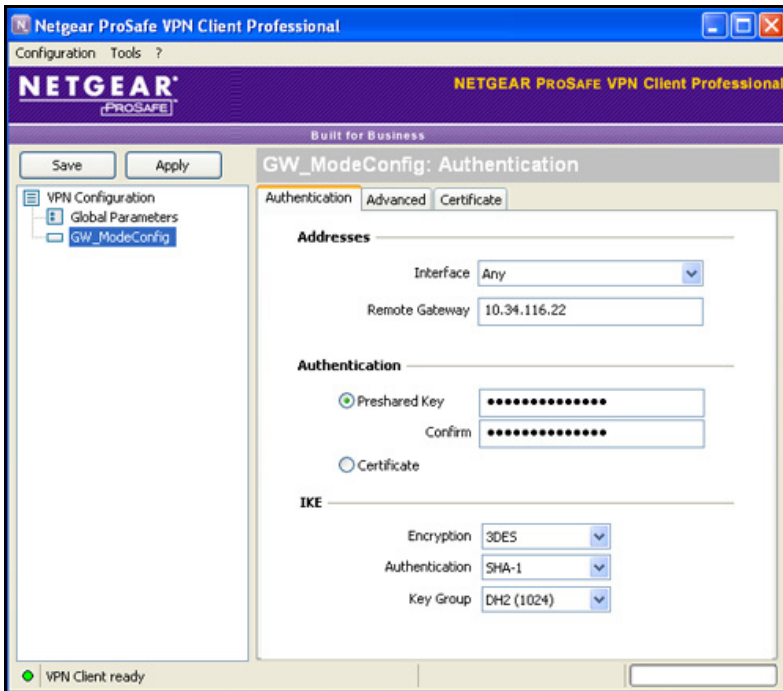 Netgear ProSafe VPN Client Professional
Configuration Tools ?
NETGEAR®
PROSAFE™
NETGEAR PROSAFE VPN Client Professional
Built for Business
Save Apply
GW_ModeConfig: Authentication
VPN Configuration
Global Parameters
GW_ModeConfig
Authentication Advanced Certificate
Addresses
Interface Any
Remote Gateway 10.34.116.22
Authentication
Preshared Key ••••••••••••••
Confirm ••••••••••••••
Certificate
IKE
Encryption 3DES
Authentication SHA-1
Key Group DH2 (1024)
VPN Client ready